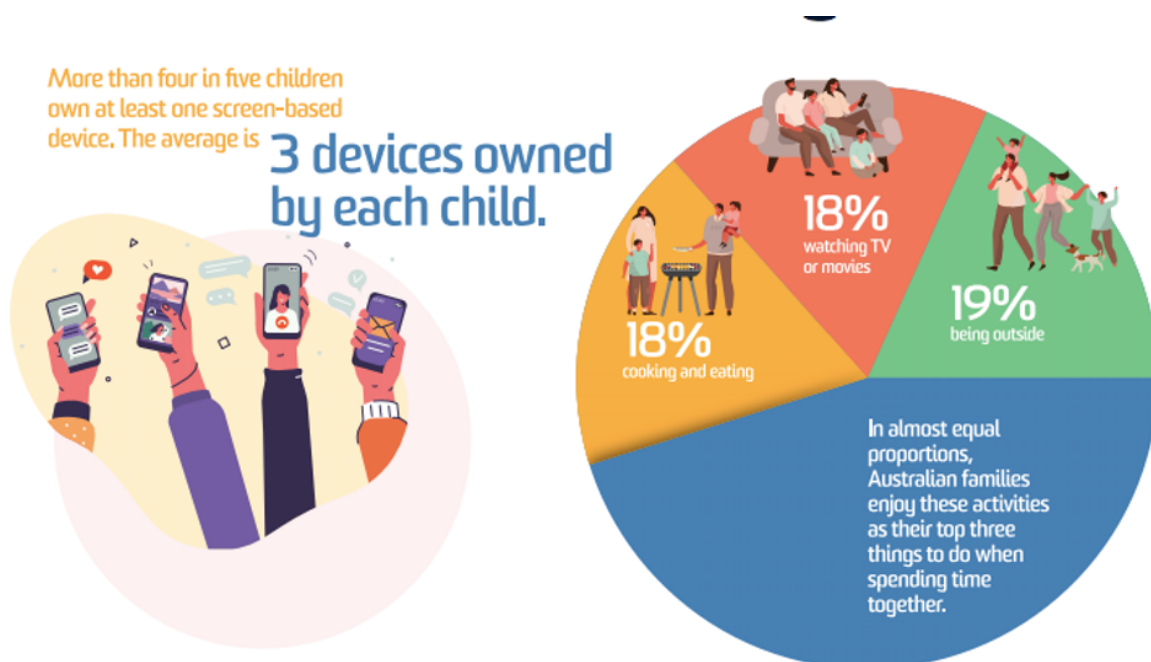 More than four in five children
own at least one screen-based
device. The average is
3 devices owned
by each child.
18%
watching TV
or movies
19%
being outside
18%
cooking and eating
In almost equal
proportions,
Australian families
enjoy these activities
as their top three
things to do when
spending time
together.